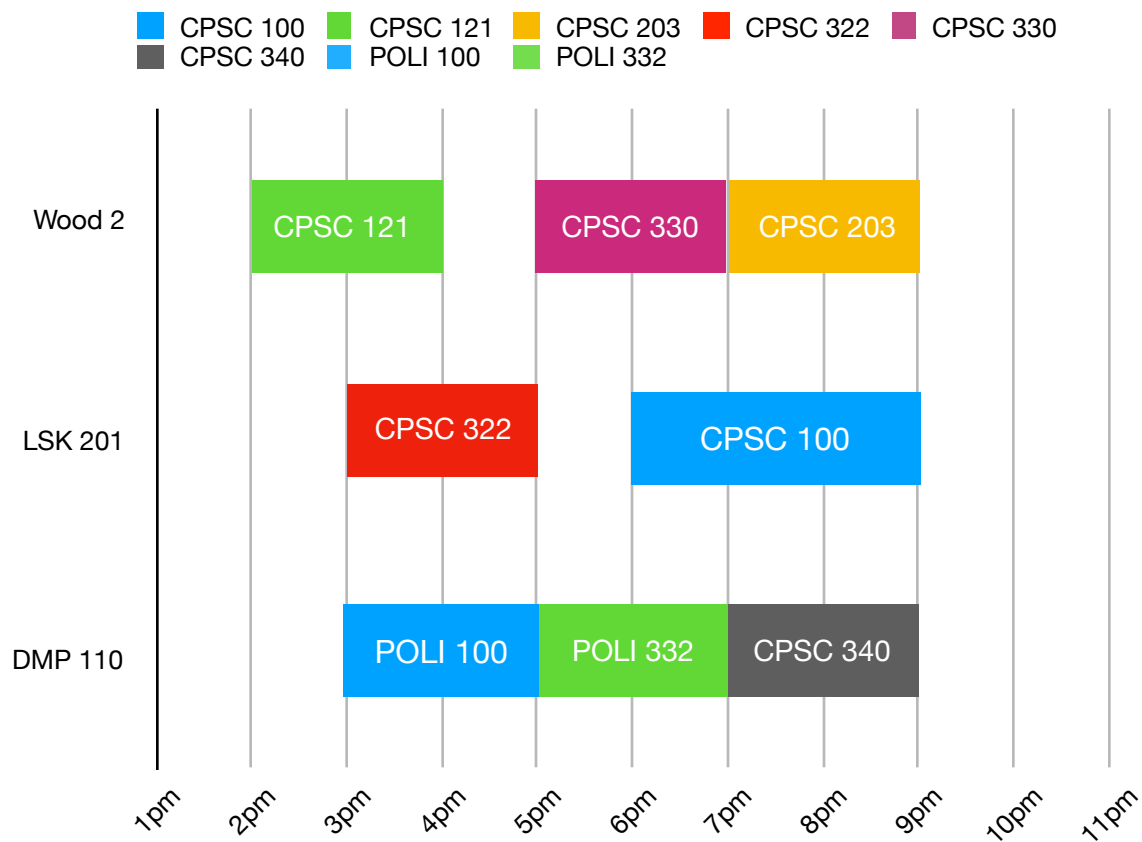 CPSC 100 CPSC 121 CPSC 203 CPSC 322 CPSC 330
CPSC 340 POLI 100 POLI 332
Wood 2
CPSC 121 CPSC 330 CPSC 203
LSK 201
CPSC 322 CPSC 100
DMP 110
POLI 100 POLI 332 CPSC 340
1pm 2pm 3pm 4pm 5pm 6pm 7pm 8pm 9pm 10pm 11pm